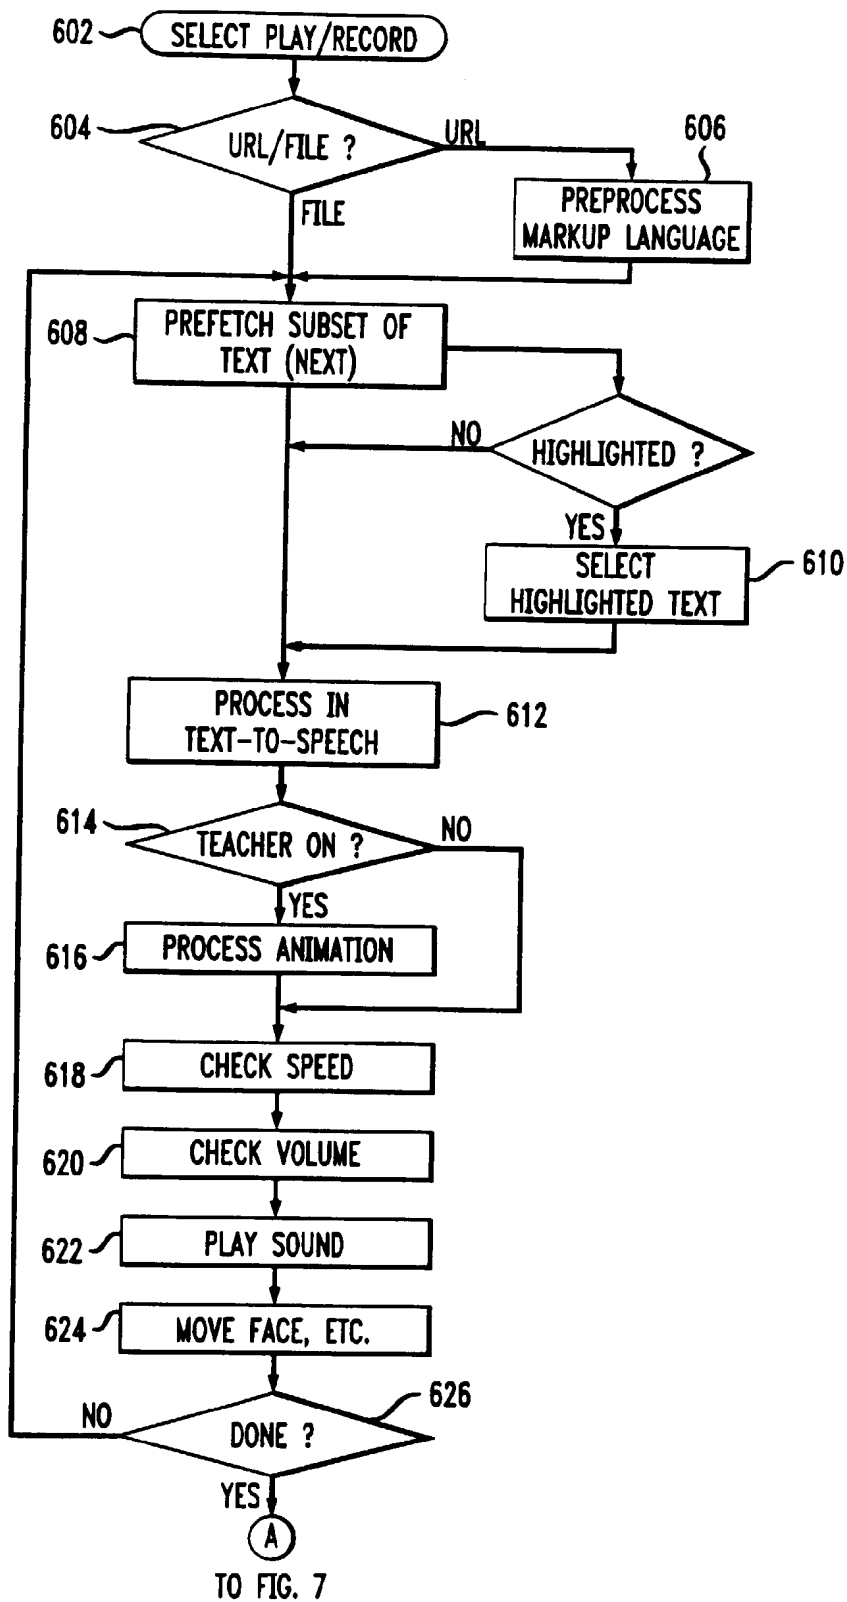 602
SELECT PLAY/RECORD
604
URL/FILE ?
URL
606
PREPROCESS
MARKUP LANGUAGE
FILE
608
PREFETCH SUBSET OF
TEXT (NEXT)
NO
HIGHLIGHTED ?
YES
SELECT
HIGHLIGHTED TEXT
610
PROCESS IN
TEXT-TO-SPEECH
612
614
TEACHER ON ?
NO
YES
616
PROCESS ANIMATION
618
CHECK SPEED
620
CHECK VOLUME
622
PLAY SOUND
624
MOVE FACE, ETC.
626
NO
DONE ?
YES
A
TO FIG. 7